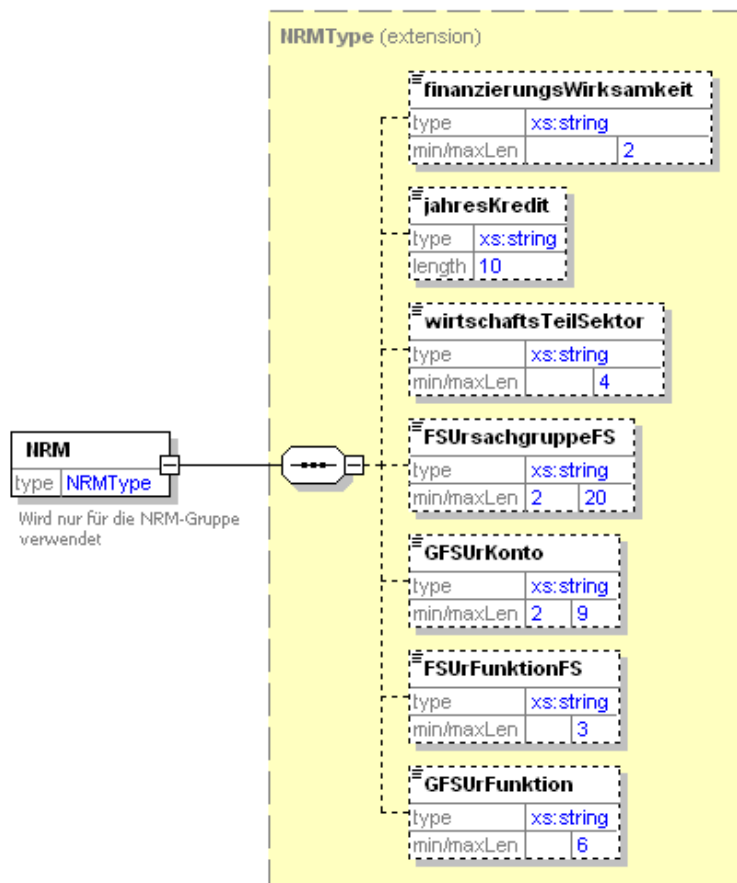 NRMType (extension)
finanzierungsWirksamkeit
type xs:string
min/maxLen 2
jahresKredit
type xs:string
length 10
wirtschaftsTeilSektor
type xs:string
min/maxLen 4
FSUrsachgruppeFS
type xs:string
min/maxLen 2 20
NRM
type NRMType
Wird nur für die NRM-Gruppe
verwendet
GFSUrKonto
type xs:string
min/maxLen 2 9
FSUrFunktionFS
type xs:string
min/maxLen 3
GFSUrFunktion
type xs:string
min/maxLen 6